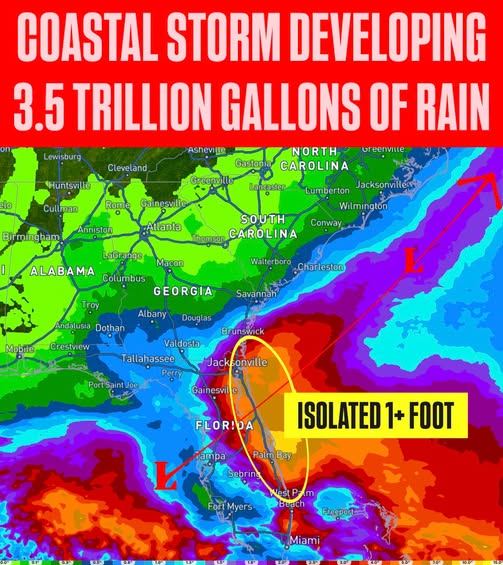 COASTAL STORM DEVELOPING
3.5 TRILLION GALLONS OF RAIN
Lewisburg
Asheville
NORTH
CAROLINA
Greenville
Cleveland
Gastonia
Huntsville
Greenville
Lancaster
Lumberton
Jacksonville
Cullman
Rome
Gainesville
Wilmington
SOUTH
CAROLINA
Conway
Birmingham
Anniston
Atlanta
Thomson
LaGrange
Walterboro
Charleston
ALABAMA
Macon
Columbus
GEORGIA
Savannah
Troy
Albany
Douglas
Andalusia
Dothan
Brunswick
Mobile
Crestview
Valdosta
Tallahassee
Perry
Jacksonville
Port Saint Joe
Gainesville
ISOLATED 1+ FOOT
FLORIDA
Tampa
Palm Bay
L
L
Sebring
West Palm
Beach
Fort Myers
Freeport
Miami